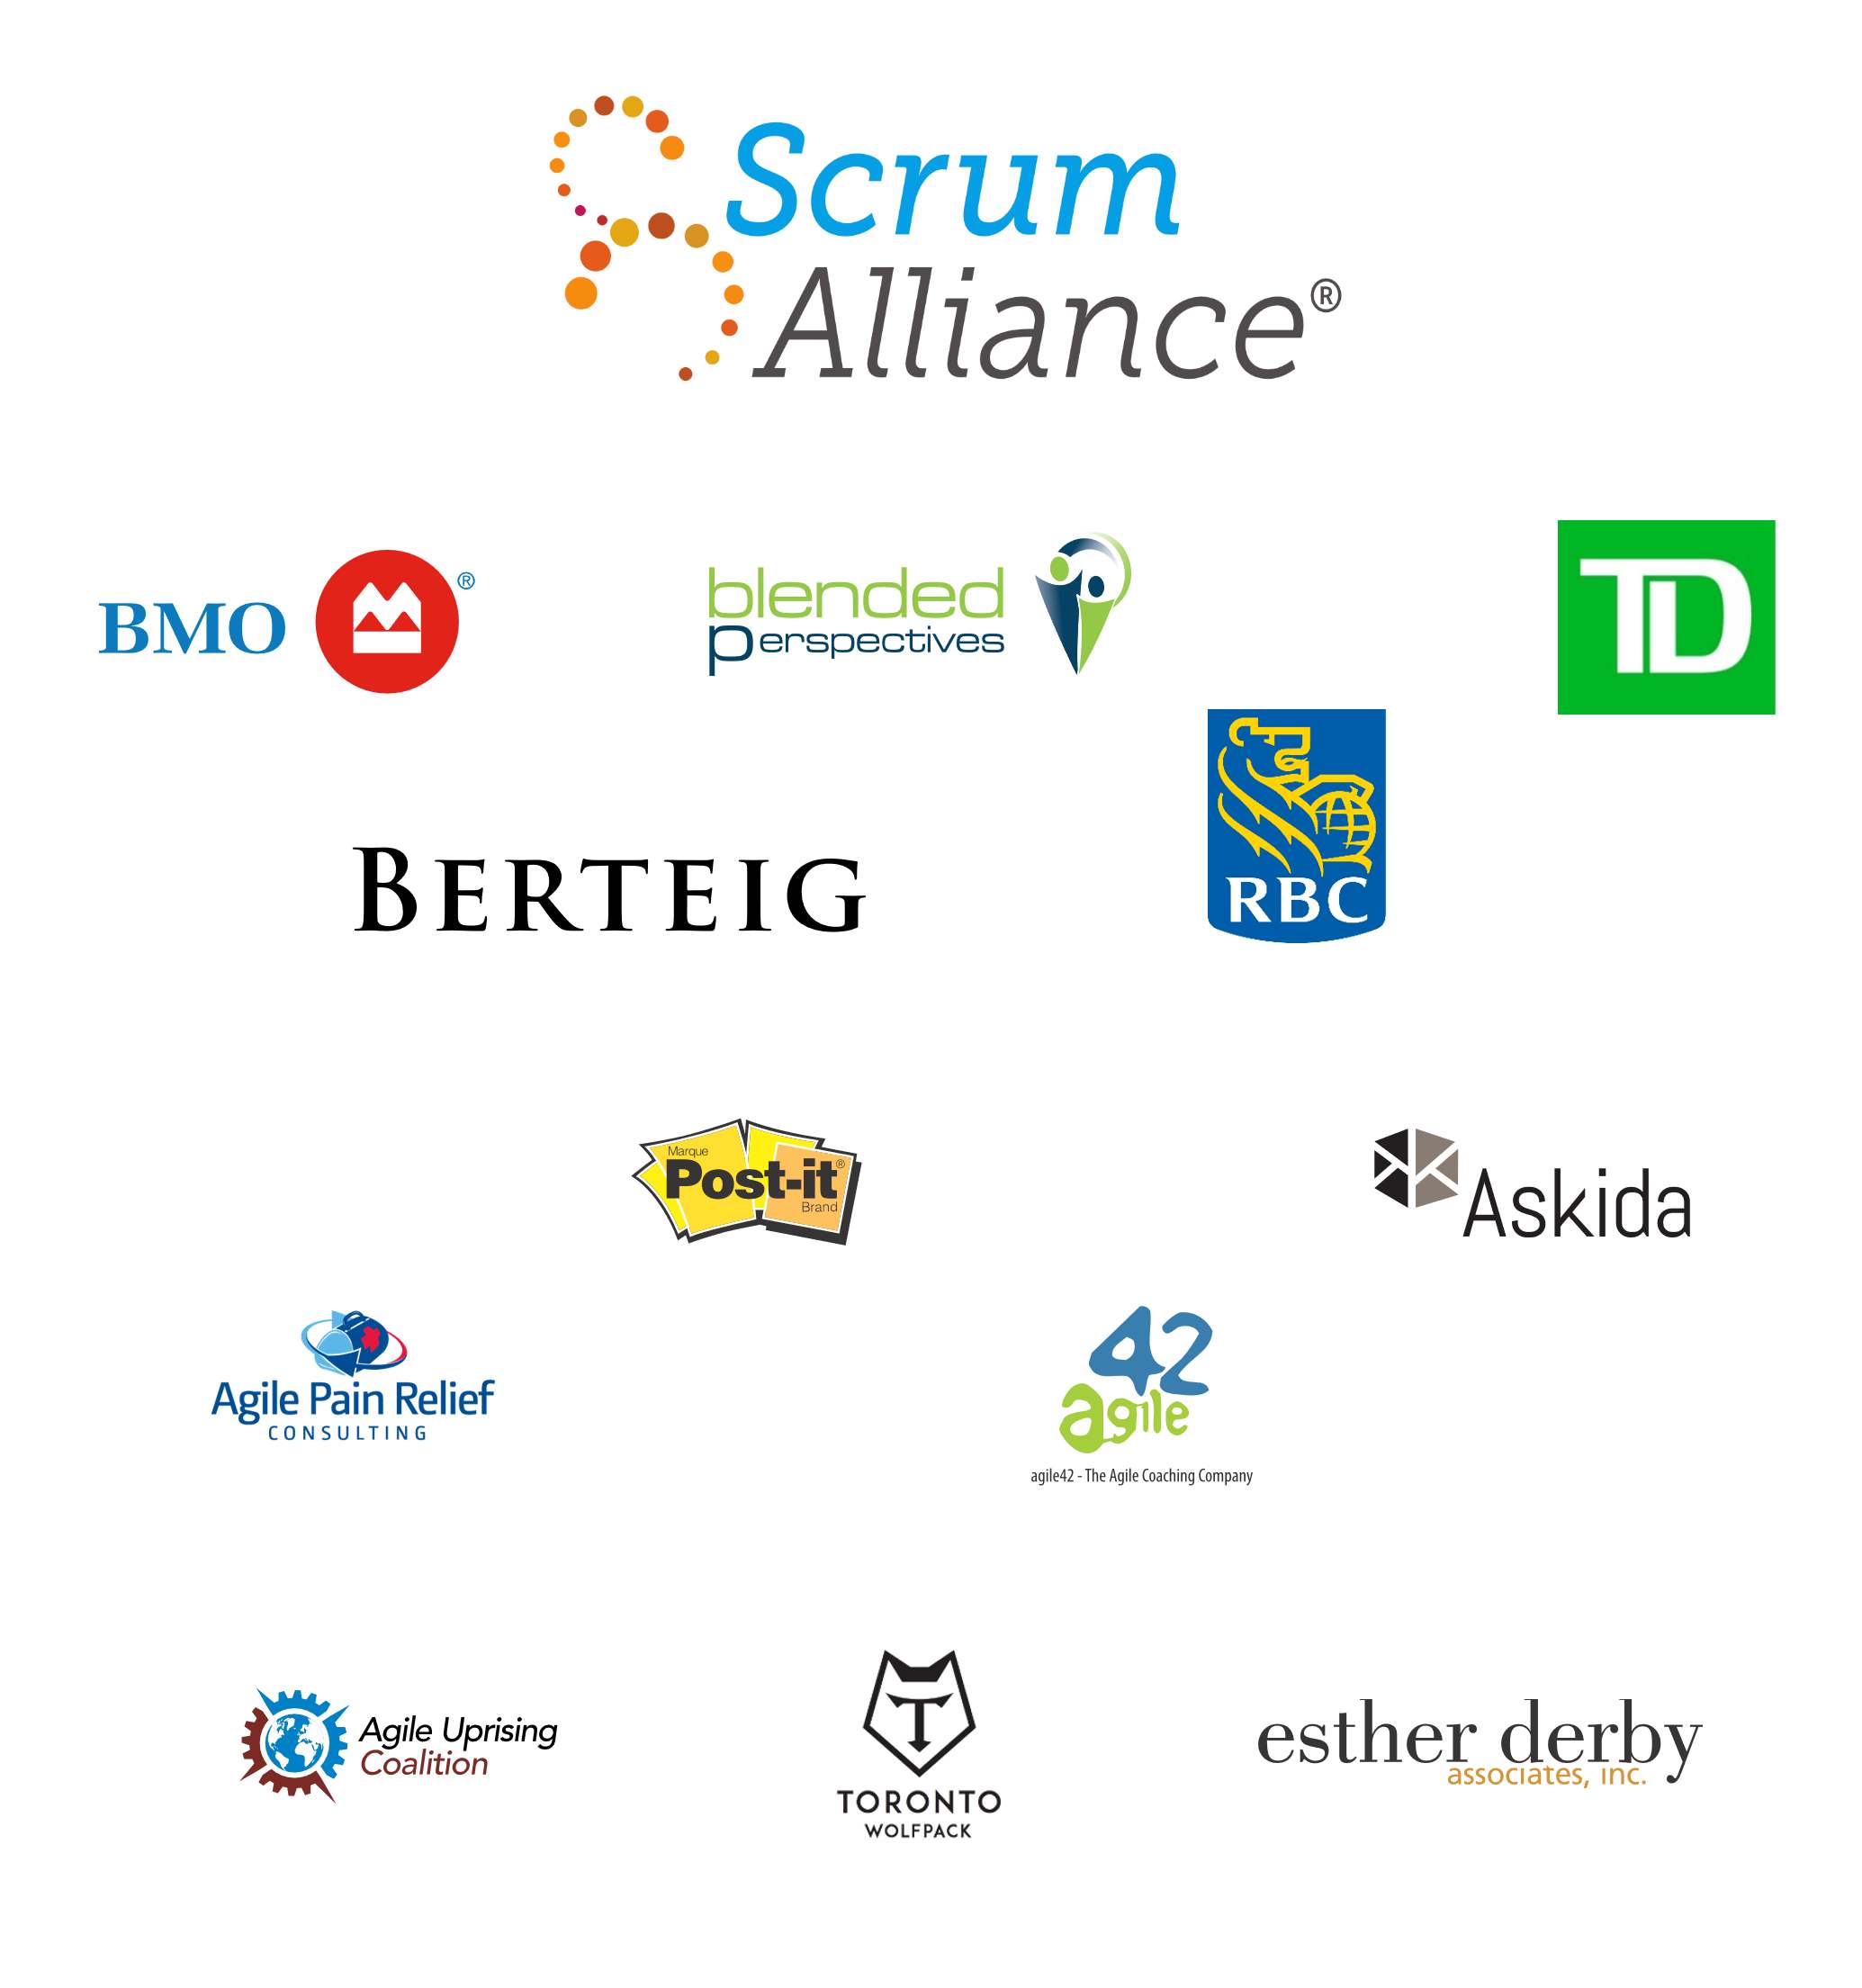 Scrum
Alliance®
BMO ®
blended
perspectives
TD
BERTEIG
RBC
Marque
Post-it®
Brand
Askida
Agile Pain Relief
CONSULTING
42
agile
agile42 - The Agile Coaching Company
Agile Uprising
Coalition
T
TORONTO
WOLFPACK
esther derby
associates, inc.